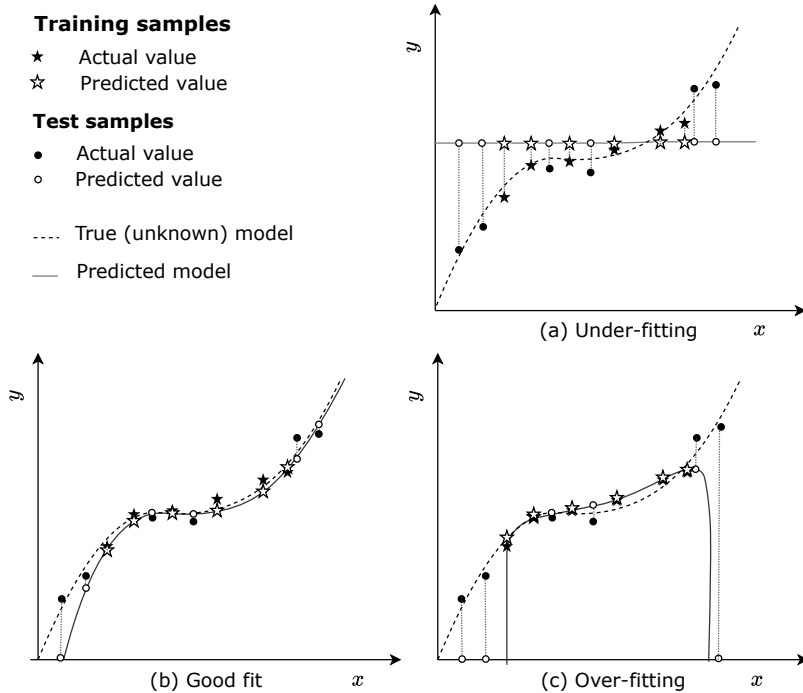 Training samples
Actual value
Predicted value
Test samples
Actual value
Predicted value
True (unknown) model
Predicted model
y
(a) Under-fitting x
y
(b) Good fit x
y
(c) Over-fitting x